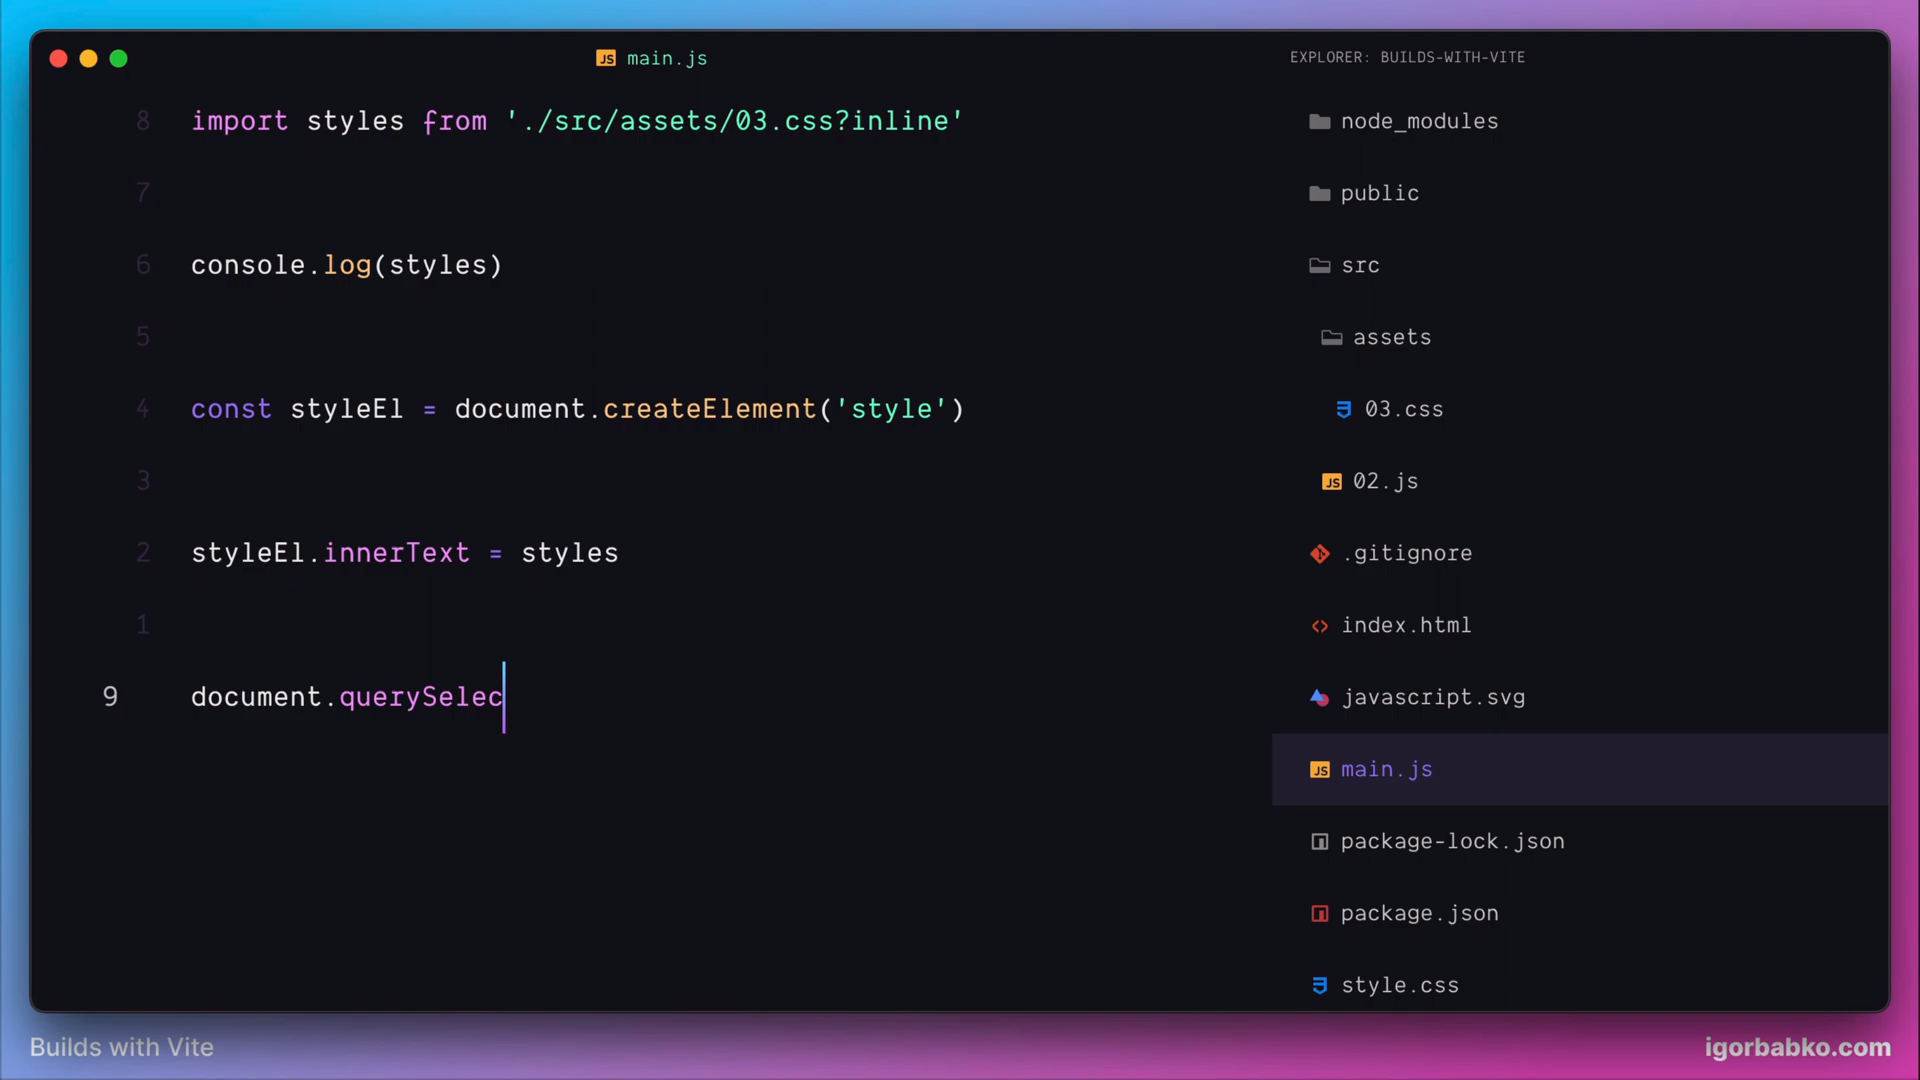 JS main.js
8 import styles from './src/assets/03.css?inline'
7
6 console.log(styles)
5
4 const styleEl = document.createElement('style')
3
2 styleEl.innerText = styles
1
9 document.querySelec
EXPLORER: BUILDS-WITH-VITE
node_modules
public
src
assets
03.css
JS 02.js
.gitignore
index.html
javascript.svg
JS main.js
package-lock.json
package.json
style.css
Builds with Vite
igorbabko.com